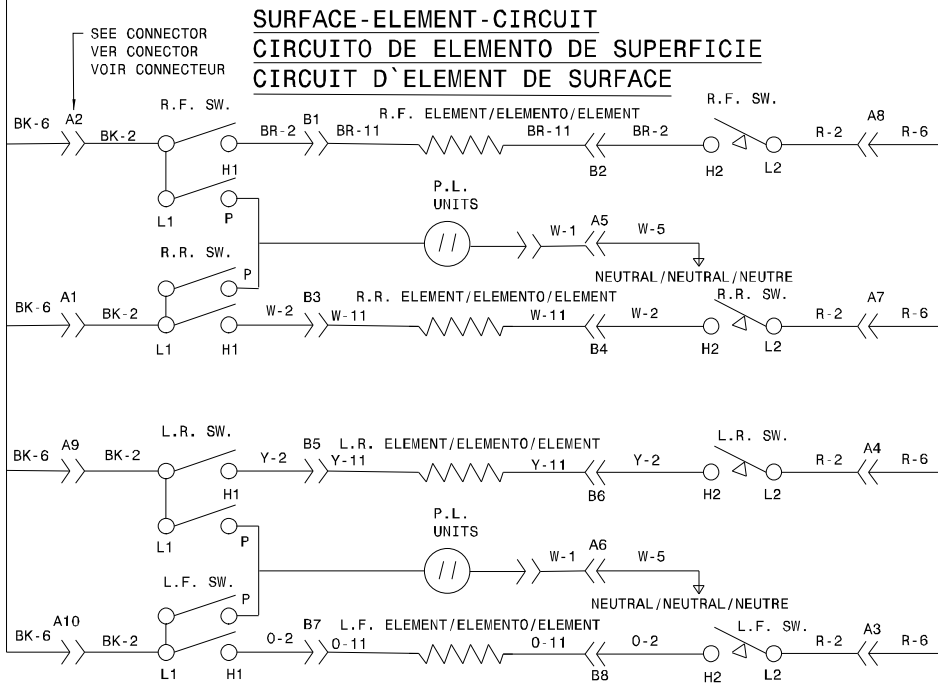 SURFACE-ELEMENT-CIRCUIT
CIRCUITO DE ELEMENTO DE SUPERFICIE
CIRCUIT D`ELEMENT DE SURFACE
SEE CONNECTOR
VER CONECTOR
VOIR CONNECTEUR
R.F. SW. R.F. ELEMENT/ELEMENTO/ELEMENT R.F. SW.
BK-6 A2 BK-2 BR-2 B1 BR-11 BR-11 BR-2 R-2 A8 R-6
H1 B2 H2 L2
L1 P
P.L.
UNITS
W-1 A5 W-5
NEUTRAL/NEUTRAL/NEUTRE
R.R. SW. P R.R. ELEMENT/ELEMENTO/ELEMENT R.R. SW.
BK-6 A1 BK-2 W-2 B3 W-11 W-11 W-2 R-2 A7 R-6
L1 H1 B4 H2 L2
L.R. SW. L.R. ELEMENT/ELEMENTO/ELEMENT L.R. SW.
BK-6 A9 BK-2 Y-2 B5 Y-11 Y-11 Y-2 R-2 A4 R-6
H1 B6 H2 L2
L1 P
P.L.
UNITS
W-1 A6 W-5
NEUTRAL/NEUTRAL/NEUTRE
L.F. SW. P L.F. ELEMENT/ELEMENTO/ELEMENT L.F. SW.
BK-6 A10 BK-2 O-2 B7 O-11 O-11 O-2 R-2 A3 R-6
L1 H1 B8 H2 L2